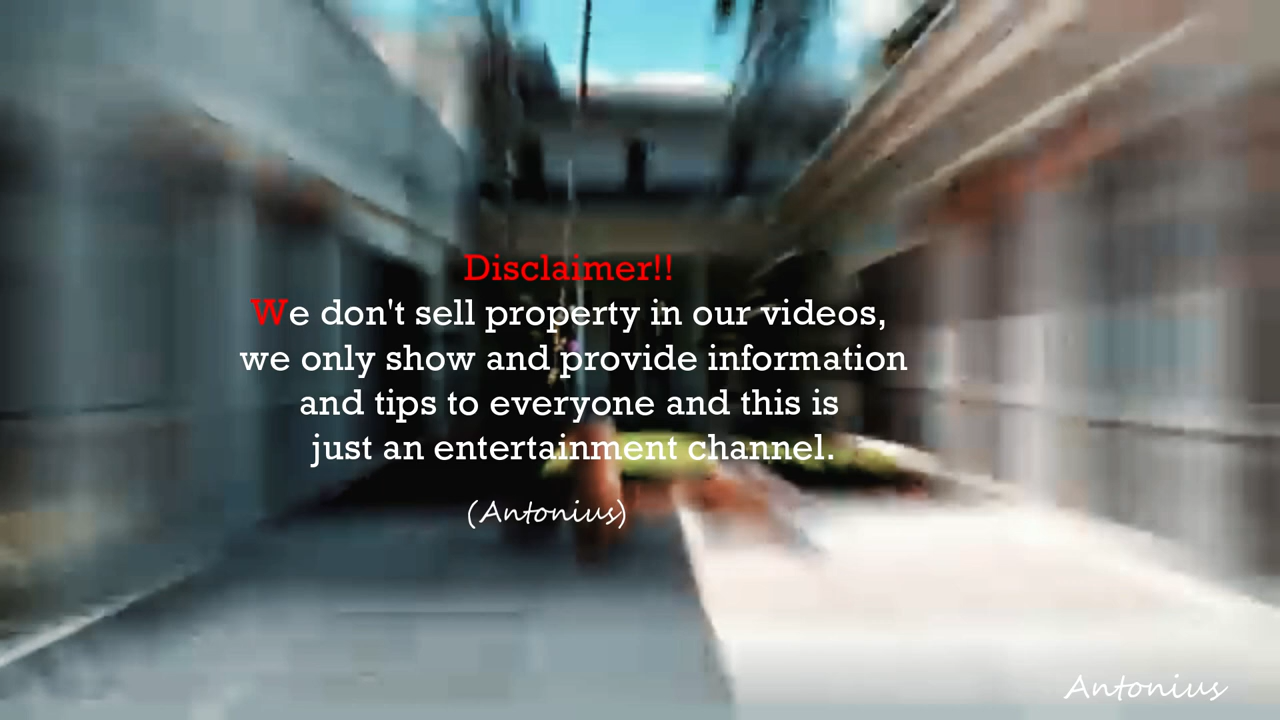 Disclaimer!!
We don't sell property in our videos,
we only show and provide information
and tips to everyone and this is
just an entertainment channel.
(Antonius)
Antonius